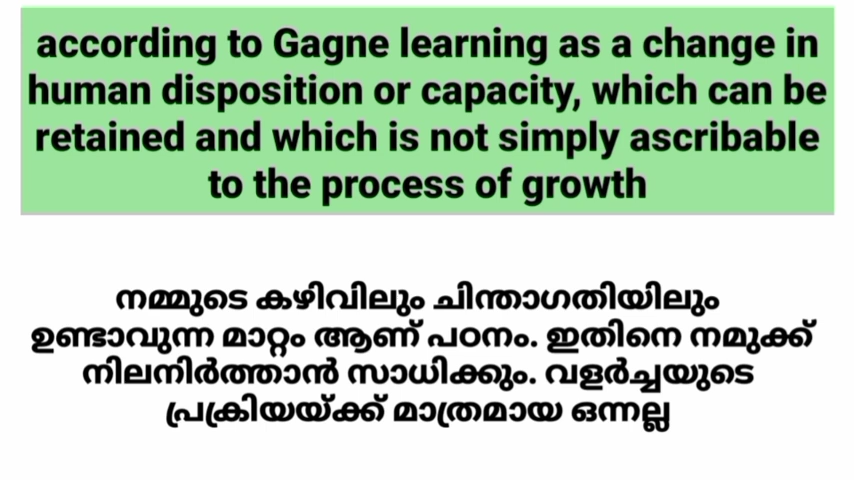 according to Gagne learning as a change in
human disposition or capacity, which can be
retained and which is not simply ascribable
to the process of growth
നമ്മുടെ കഴിവിലും ചിന്താഗതിയിലും
ഉണ്ടാവുന്ന മാറ്റം ആണ് പഠനം. ഇതിനെ നമുക്ക്
നിലനിർത്താൻ സാധിക്കും. വളർച്ചയുടെ
പ്രക്രിയയ്ക്ക് മാത്രമായ ഒന്നല്ല